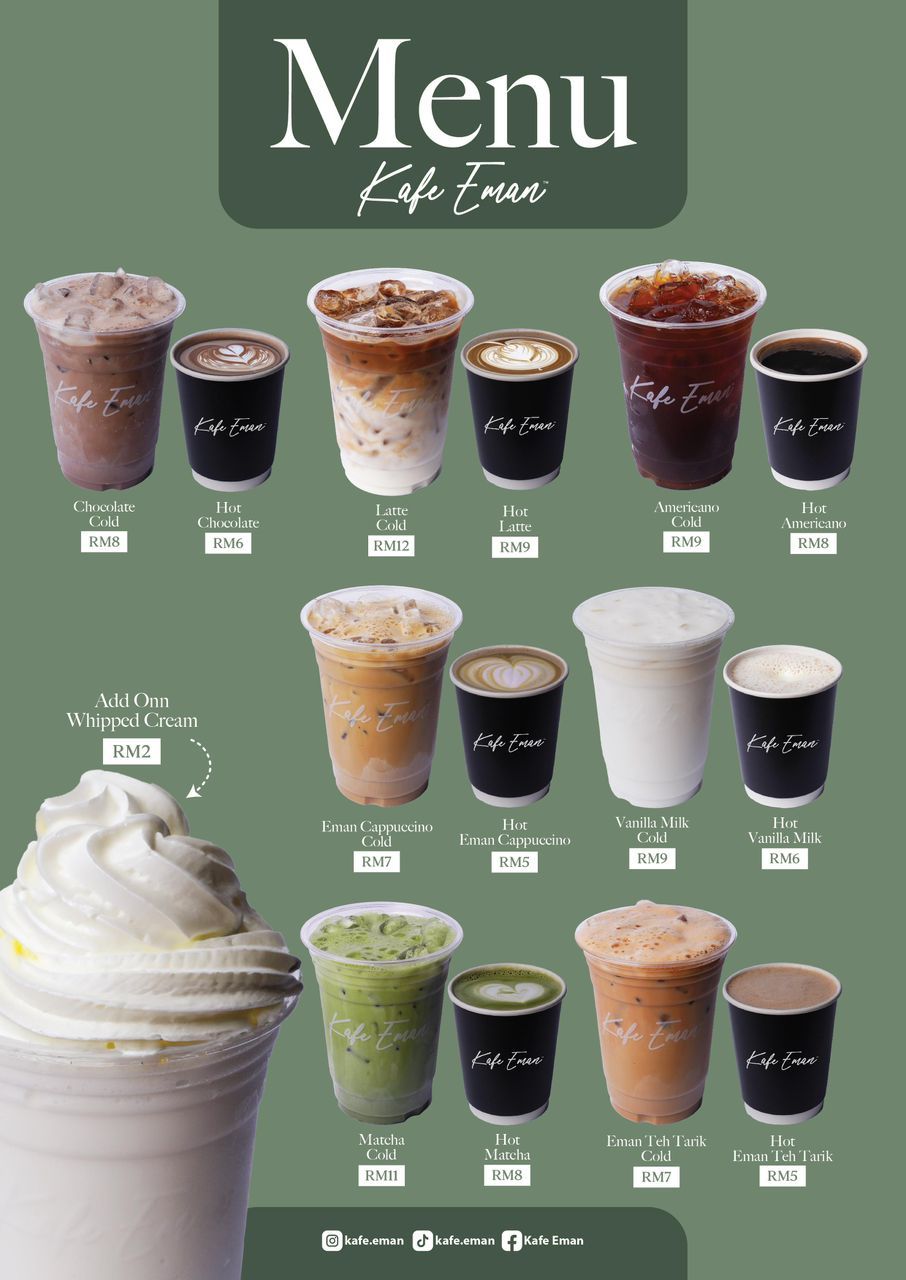 Menu
Kafe Eman™
Kafe Eman
Kafe Eman
Kafe Eman
Kafe Eman
Kafe Eman
Kafe Eman
Chocolate
Cold
RM8
Hot
Chocolate
RM6
Latte
Cold
RM12
Hot
Latte
RM9
Americano
Cold
RM9
Hot
Americano
RM8
Add Onn
Whipped Cream
RM2
Kafe Eman
Kafe Eman
Kafe Eman
Eman Cappuccino
Cold
RM7
Hot
Eman Cappuccino
RM5
Vanilla Milk
Cold
RM9
Hot
Vanilla Milk
RM6
Kafe Eman
Kafe Eman
Kafe Eman
Kafe Eman
Matcha
Cold
RM11
Hot
Matcha
RM8
Eman Teh Tarik
Cold
RM7
Hot
Eman Teh Tarik
RM5
kafe.eman kafe.eman Kafe Eman